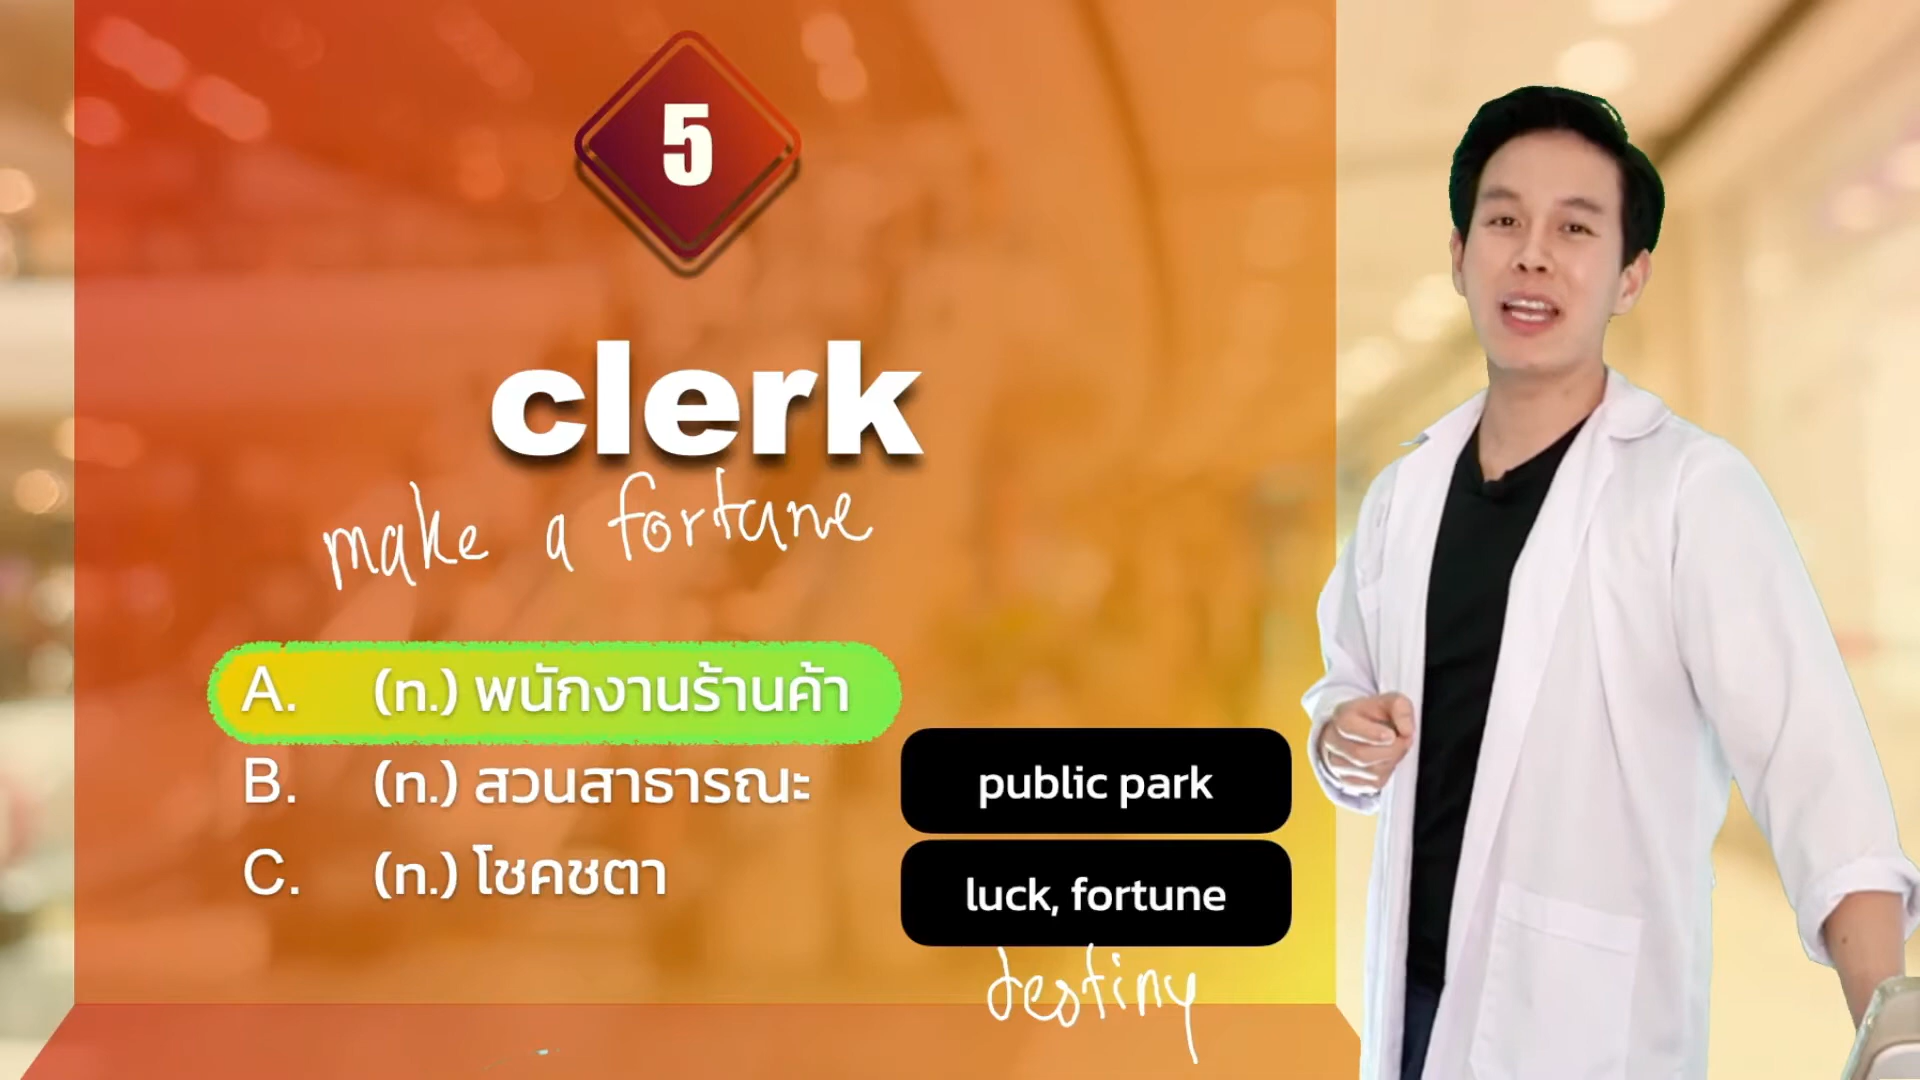 5
clerk
make a fortune
A. (n.) พนักงานร้านค้า
B. (n.) สวนสาธารณะ
public park
C. (n.) โชคชตา
luck, fortune
destiny